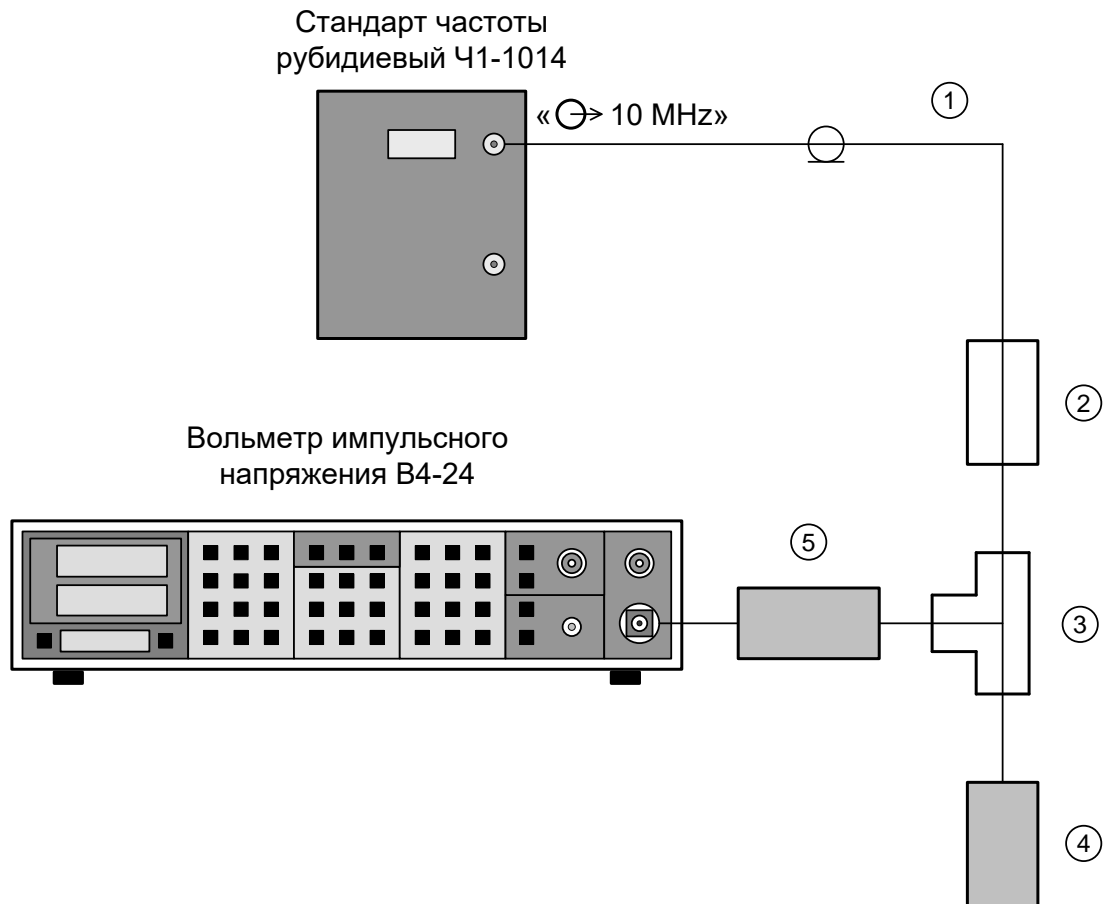 Стандарт частоты
рубидиевый Ч1-1014
« 10 MHz»
1
2
Вольметр импульсного
напряжения В4-24
5
3
4